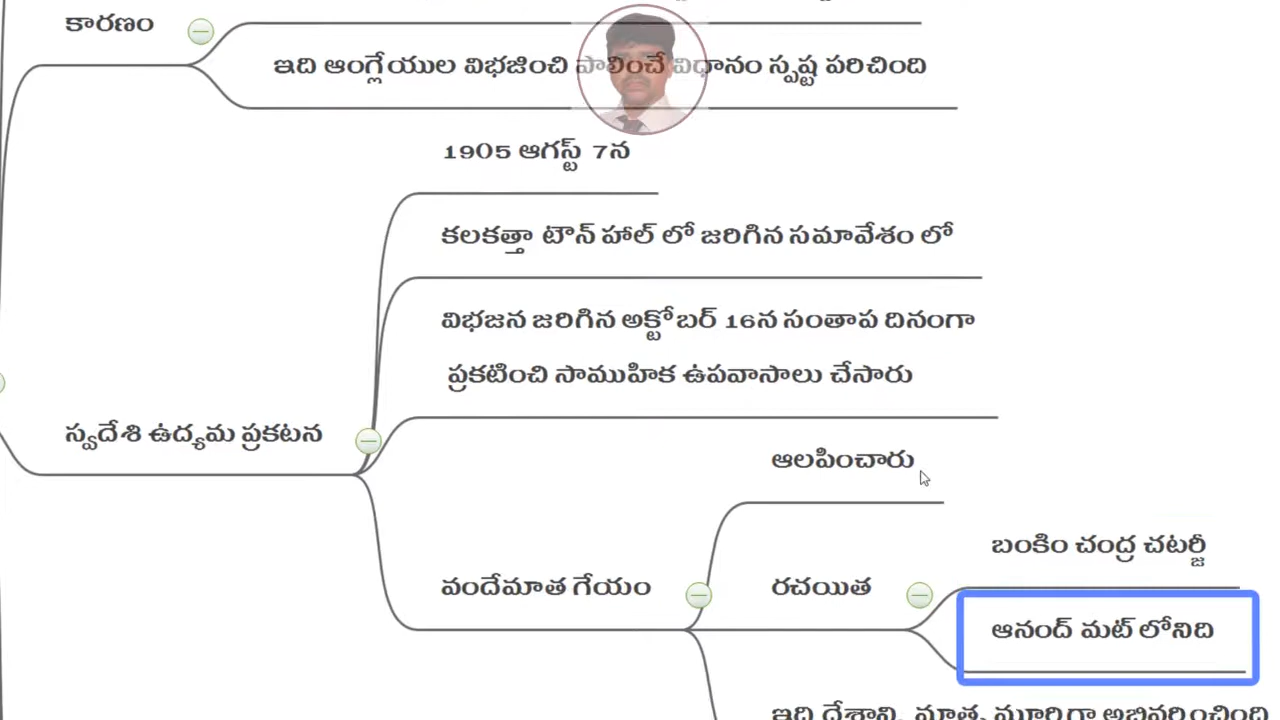 కారణం
ఇది ఆంగ్లేయుల విభజించి పాలించే విధానం స్పష్ట పరిచింది
1905 ఆగస్ట్ 7న
కలకత్తా టౌన్ హాల్ లో జరిగిన సమావేశం లో
విభజన జరిగిన అక్టోబర్ 16న సంతాప దినంగా
ప్రకటించి సాముహిక ఉపవాసాలు చేసారు
స్వదేశి ఉద్యమ ప్రకటన
ఆలపించారు
బంకిం చంద్ర చటర్జీ
వందేమాత గేయం
రచయిత
ఆనంద్ మట్ లోనిది
ఇది దేశాని, మాతృ మూర్తిగా అభివర్ణించింది